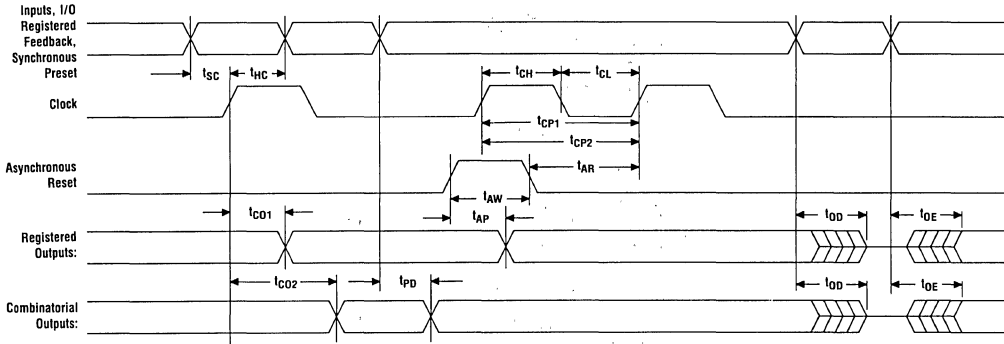 Inputs, I/O
Registered
Feedback,
Synchronous
Preset
tSC
tHC
tCH
tCL
Clock
tCP1
tCP2
tAR
Asynchronous
Reset
tAW
tCO1
tAP
Registered
Outputs:
tOD
tOE
tCO2
tPD
tOD
tOE
Combinatorial
Outputs: